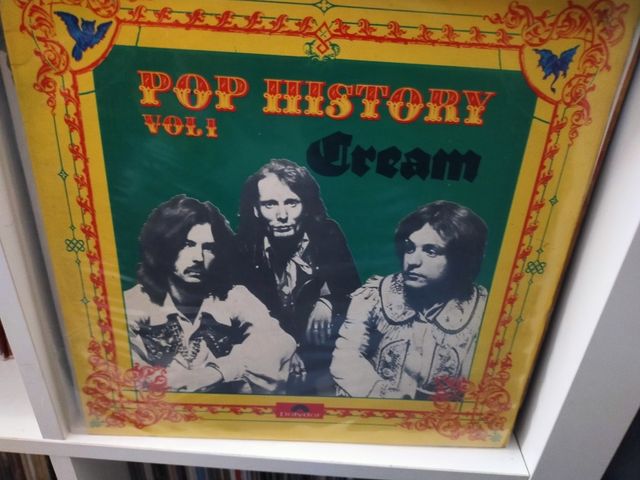 POP HISTORY
VOL 1
Cream
Polydor